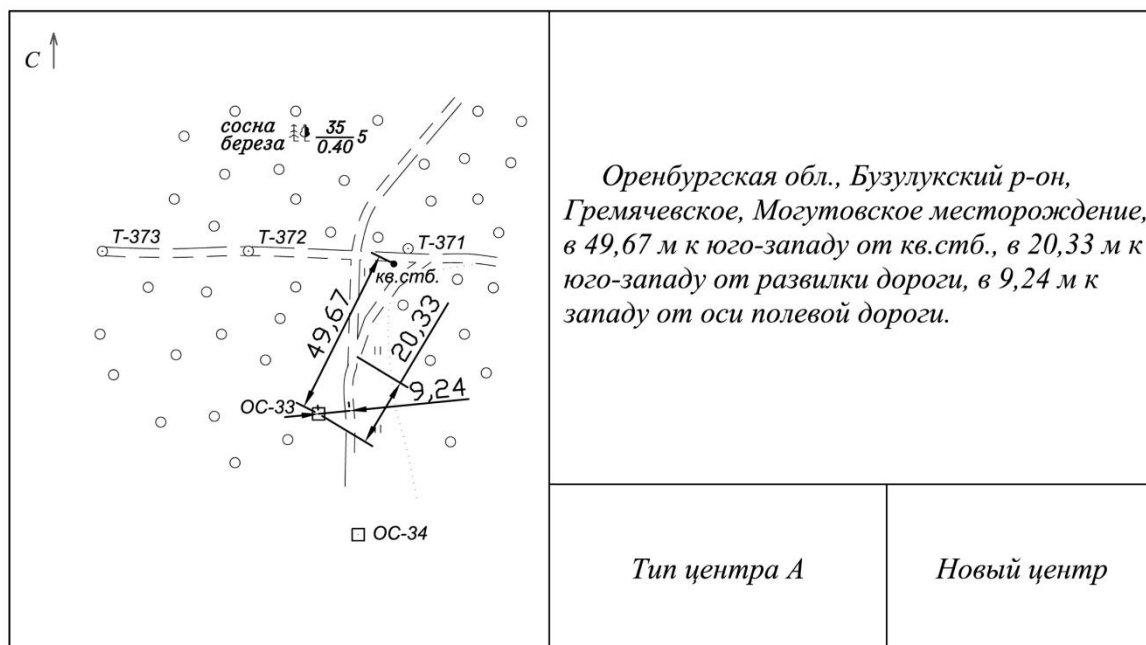 С
сосна
береза
35
0.40
5
Т-373
Т-372
Т-371
кв.стб.
49,67
20,33
9,24
ОС-33
ОС-34
Оренбургская обл., Бузулукский р-он,
Гремячевское, Могутовское месторождение,
в 49,67 м к юго-западу от кв.стб., в 20,33 м к
юго-западу от развилки дороги, в 9,24 м к
западу от оси полевой дороги.
Тип центра А
Новый центр